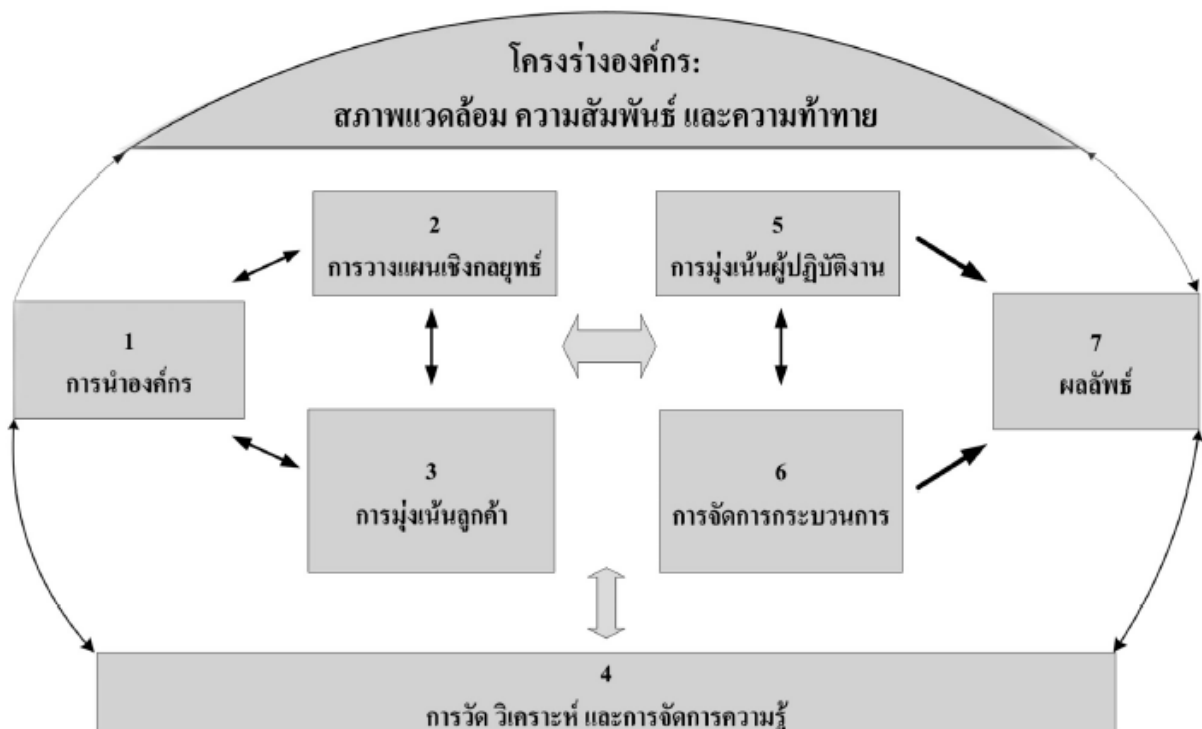 โครงร่างองค์กร:
สภาพแวดล้อม ความสัมพันธ์ และความท้าทาย
2
การวางแผนเชิงกลยุทธ์
5
การมุ่งเน้นผู้ปฏิบัติงาน
1
การนำองค์กร
7
ผลลัพธ์
3
การมุ่งเน้นลูกค้า
6
การจัดการกระบวนการ
4
การวัด วิเคราะห์ และการจัดการความรู้